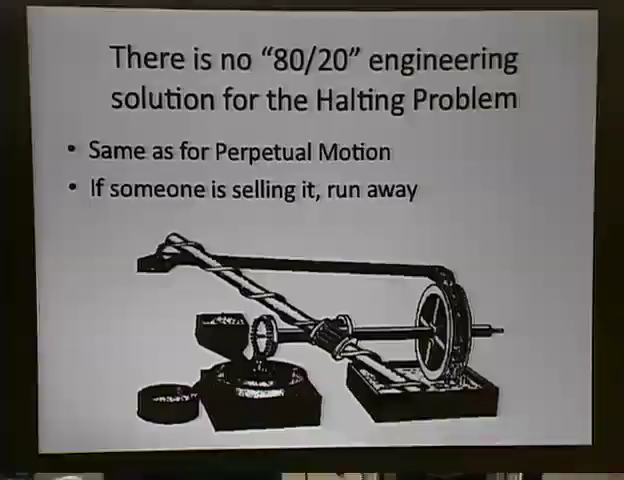 There is no “80/20” engineering
solution for the Halting Problem
• Same as for Perpetual Motion
• If someone is selling it, run away